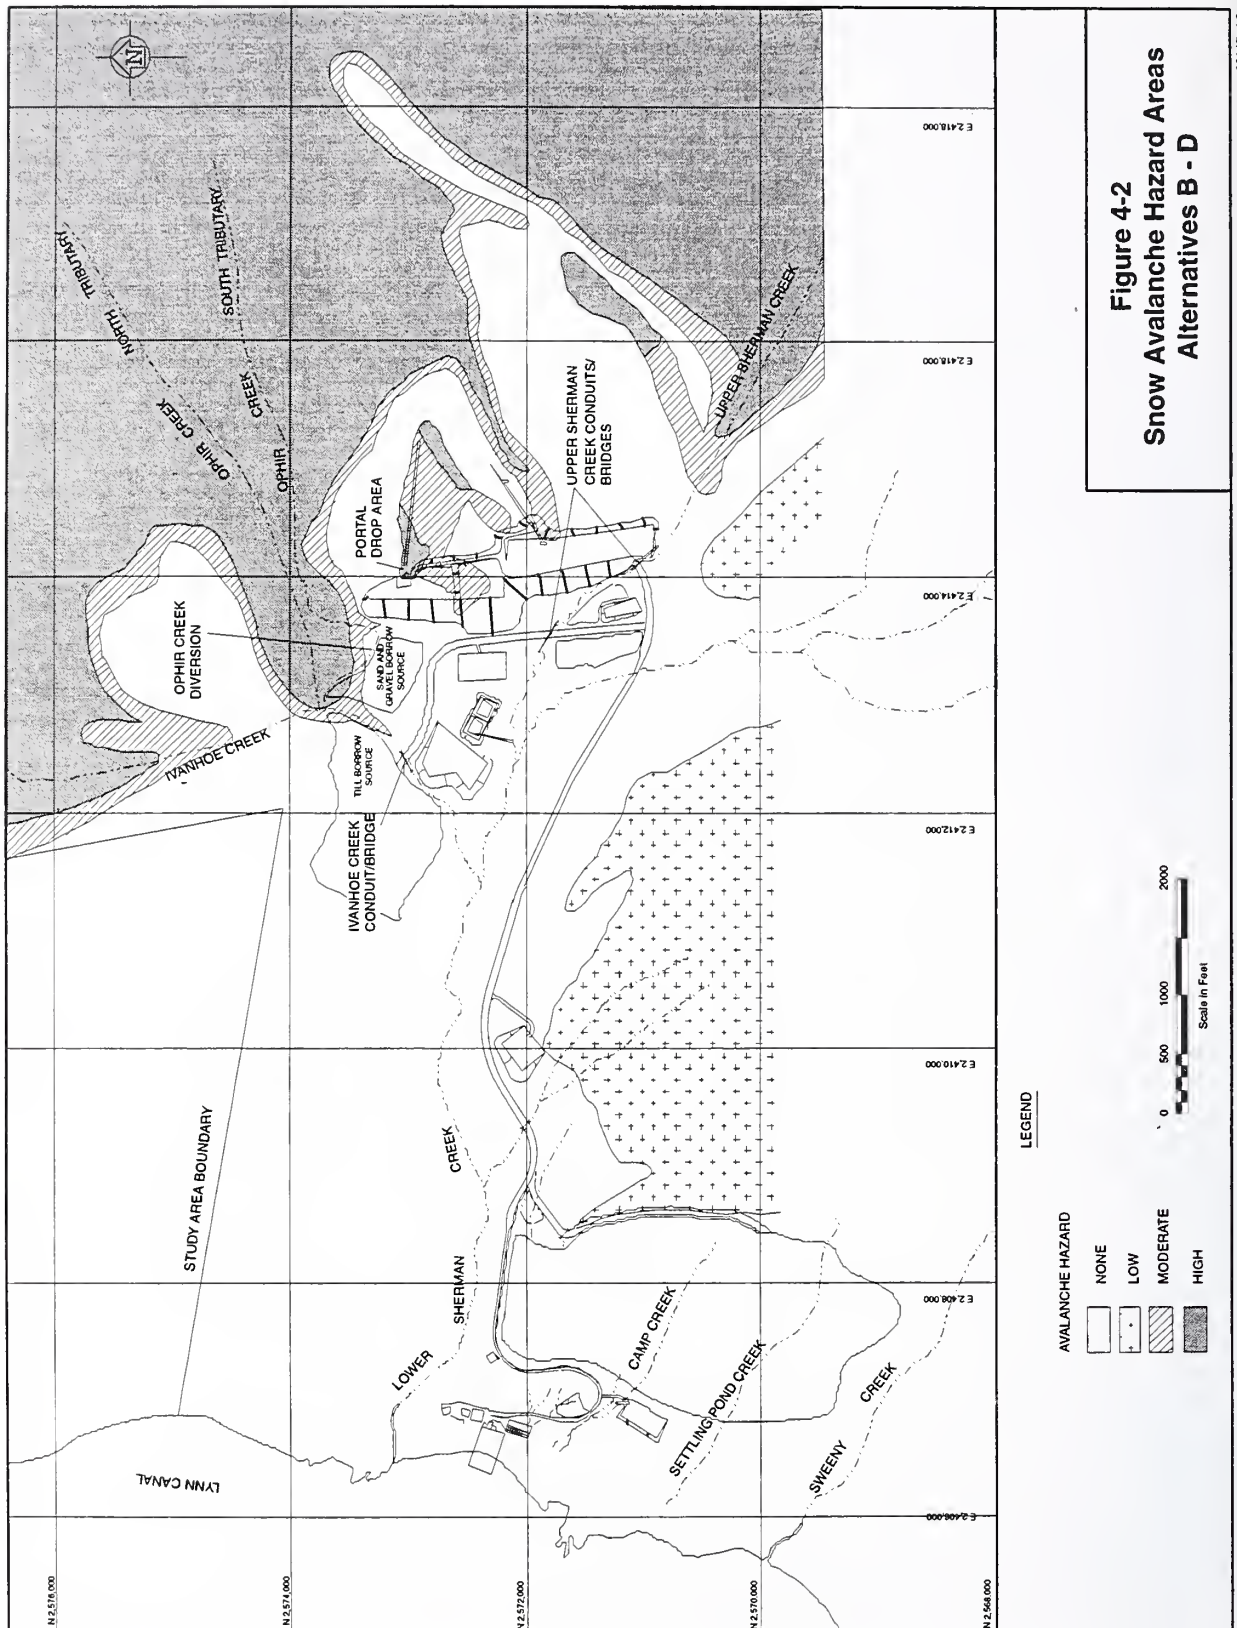 Figure 4-2
Snow Avalanche Hazard Areas
Alternatives B - D
N
NORTH TRIBUTARY
OPHIR CREEK
SOUTH TRIBUTARY
OPHIR CREEK
OPHIR CREEK
DIVERSION
IVANHOE CREEK
PORTAL
DROP AREA
SAND AND
GRAVEL BORROW
SOURCE
TILL BORROW
SOURCE
IVANHOE CREEK
CONDUIT/BRIDGE
UPPER SHERMAN
CREEK CONDUITS/
BRIDGES
UPPER SHERMAN CREEK
STUDY AREA BOUNDARY
LOWER SHERMAN CREEK
LYNN CANAL
CAMP CREEK
SETTLING POND CREEK
SWEENY CREEK
N 2,576,000
N 2,574,000
N 2,572,000
N 2,570,000
N 2,568,000
E 2,418,000
E 2,418,000
E 2,414,000
E 2,412,000
E 2,410,000
E 2,408,000
E 2,406,000
LEGEND
AVALANCHE HAZARD
NONE
LOW
MODERATE
HIGH
0 500 1000 2000
Scale in Feet